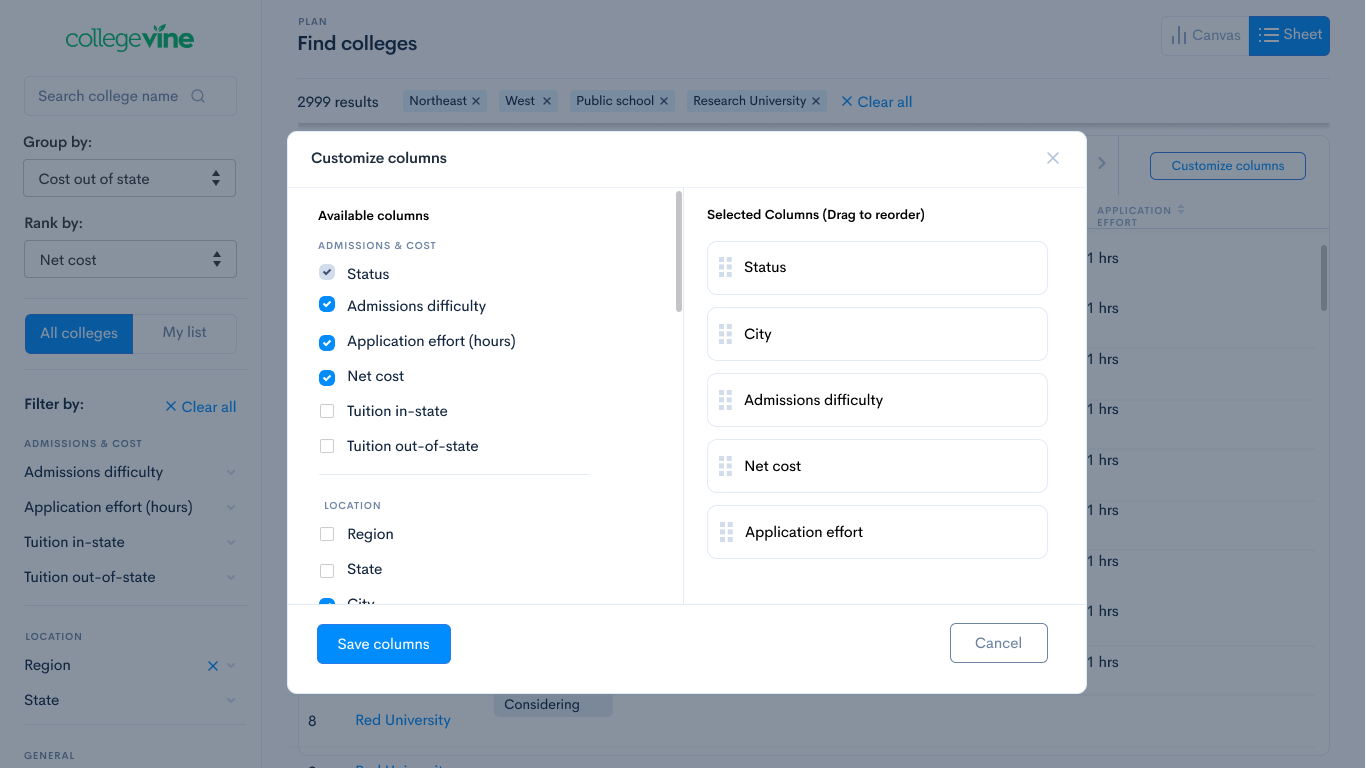 collegevine
PLAN
Find colleges
Canvas
Sheet
Search college name
2999 results
Northeast
West
Public school
Research University
Clear all
Group by:
Cost out of state
Rank by:
Net cost
All colleges
My list
Filter by:
Clear all
ADMISSIONS & COST
Admissions difficulty
Application effort (hours)
Tuition in-state
Tuition out-of-state
LOCATION
Region
State
GENERAL
Customize columns
Available columns
ADMISSIONS & COST
Status
Admissions difficulty
Application effort (hours)
Net cost
Tuition in-state
Tuition out-of-state
LOCATION
Region
State
City
Selected Columns (Drag to reorder)
Status
City
Admissions difficulty
Net cost
Application effort
Save columns
Cancel
Customize columns
APPLICATION
EFFORT
1 hrs
1 hrs
1 hrs
1 hrs
1 hrs
1 hrs
1 hrs
1 hrs
1 hrs
Considering
8
Red University